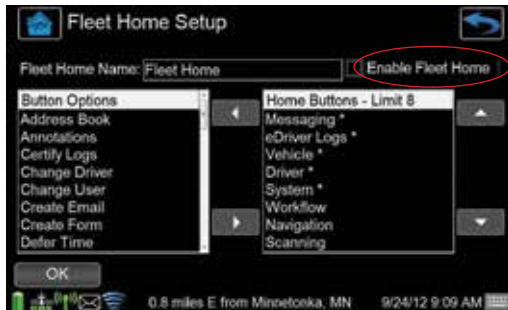 Fleet Home Setup
Fleet Home Name: Fleet Home
Enable Fleet Home
Button Options
Address Book
Annotations
Certify Logs
Change Driver
Change User
Create Email
Create Form
Defer Time
Home Buttons - Limit 8
Messaging *
eDriver Logs *
Vehicle *
Driver *
System *
Workflow
Navigation
Scanning
OK
0.8 miles E from Minnetonka, MN 9/24/12 9:09 AM